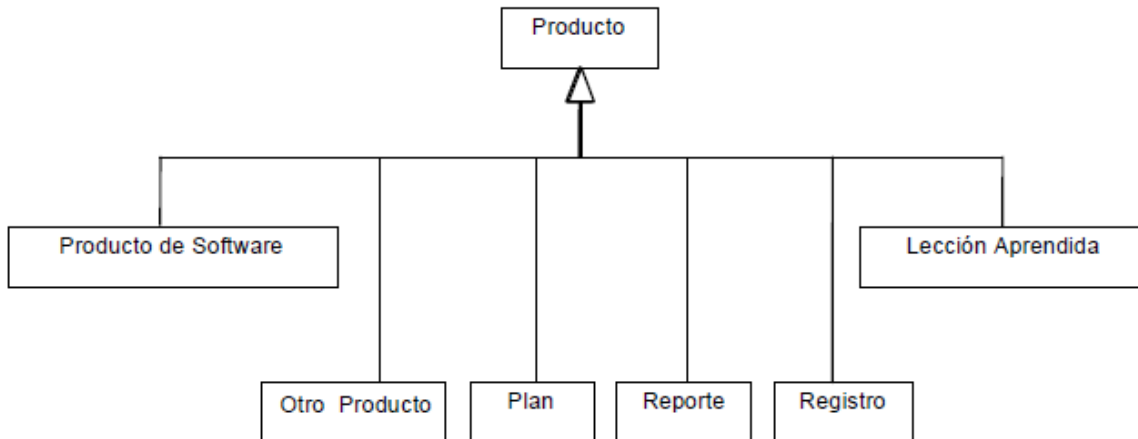 Producto
Producto de Software
Lección Aprendida
Otro Producto
Plan
Reporte
Registro